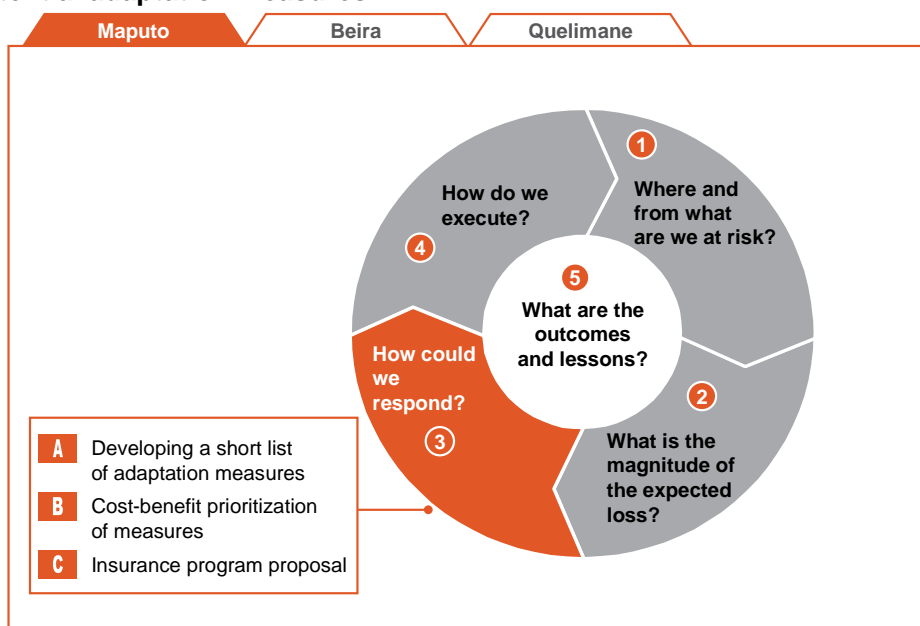 adaptation measures
Maputo
Beira
Quelimane
1
Where and
from what
are we at risk?
How do we
execute?
4
5
What are the
outcomes
and lessons?
How could
we
respond?
3
2
What is the
magnitude of
the expected
loss?
A Developing a short list
of adaptation measures
B Cost-benefit prioritization
of measures
C Insurance program proposal